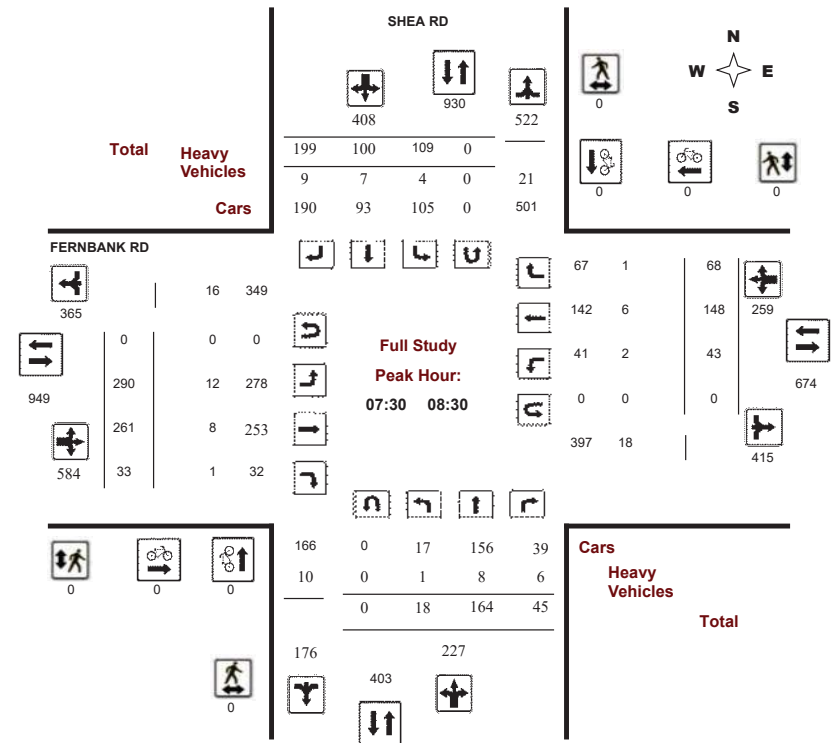 SHEA RD
N
W E
S
930
0
408 522
Total Heavy Vehicles
199 100 109 0
9 7 4 0 21
Cars 190 93 105 0 501
0 0 0
FERNBANK RD
365 16 349
67 1 68
259
142 6 148
0 0 0
Full Study
Peak Hour:
07:30 08:30
949
290 12 278
41 2 43
674
0 0 0
261 8 253
397 18
415
584 33 1 32
166 0 17 156 39 Cars
10 0 1 8 6 Heavy Vehicles
0 18 164 45 Total
0 0 0
176 227
403
0